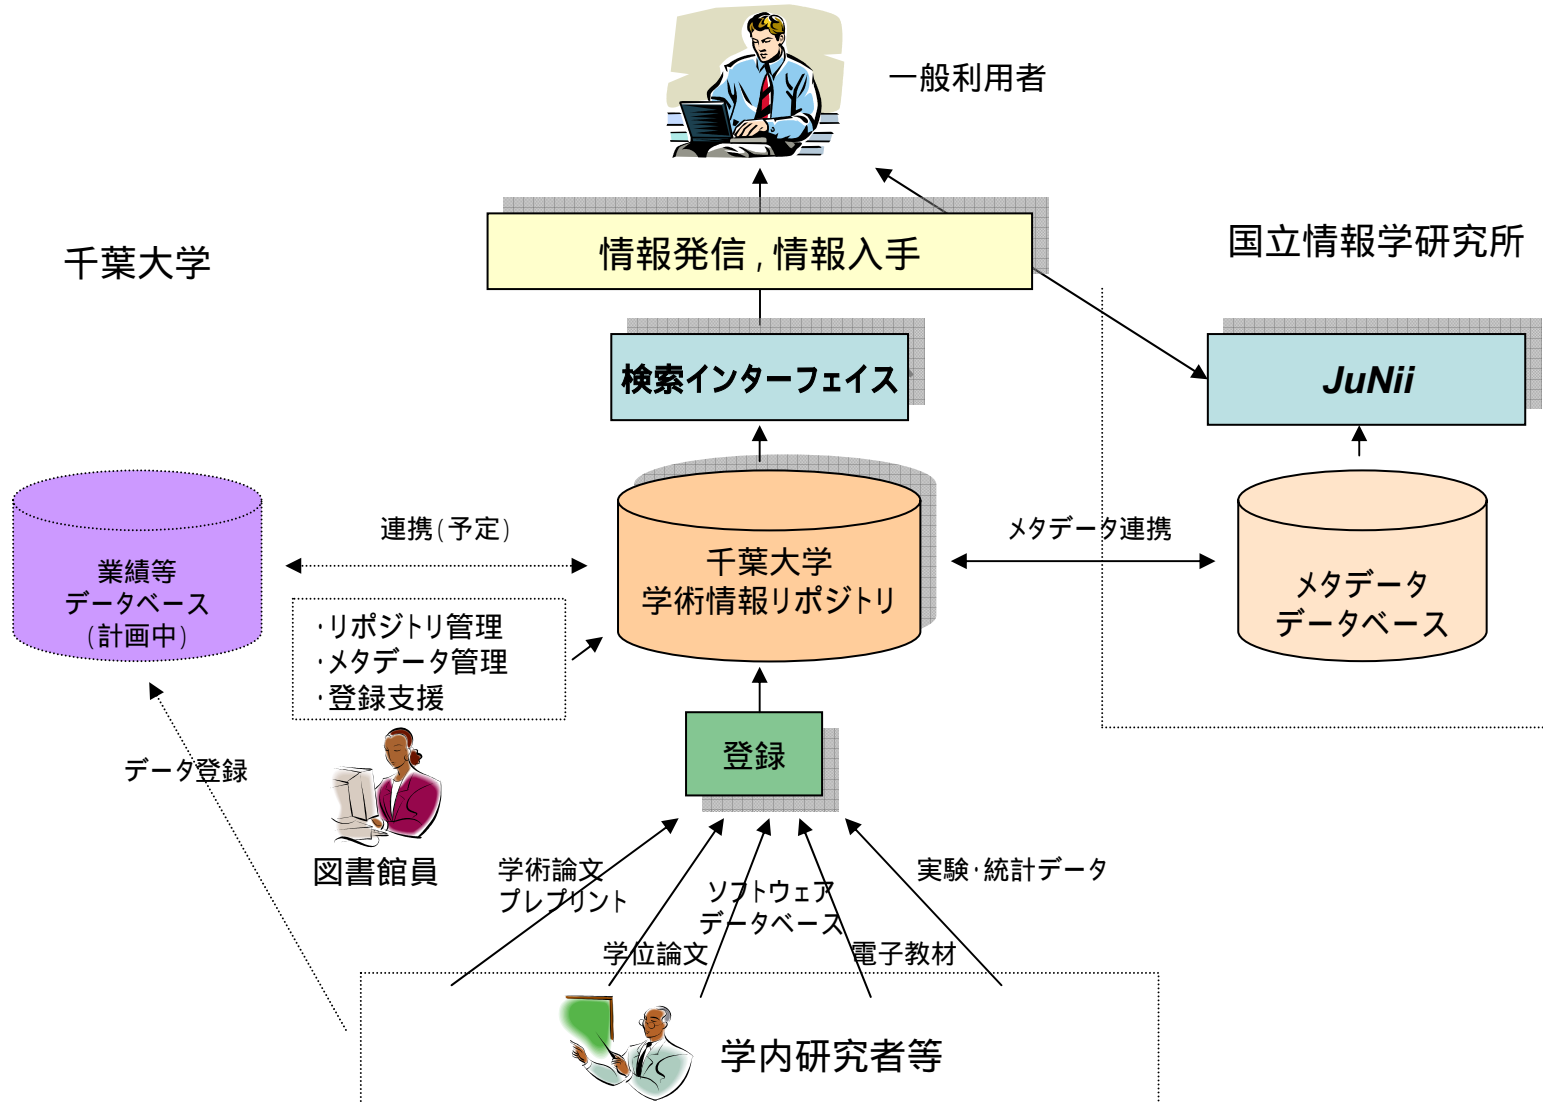 一般利用者
千葉大学
情報発信，情報入手
国立情報学研究所
検索インターフェイス
JuNii
連携（予定）
メタデータ連携
業績等
データベース
（計画中）
千葉大学
学術情報リポジトリ
メタデータ
データベース
・リポジトリ管理
・メタデータ管理
・登録支援
登録
データ登録
図書館員
学術論文
プレプリント
学位論文
ソフトウェア
データベース
電子教材
実験・統計データ
学内研究者等